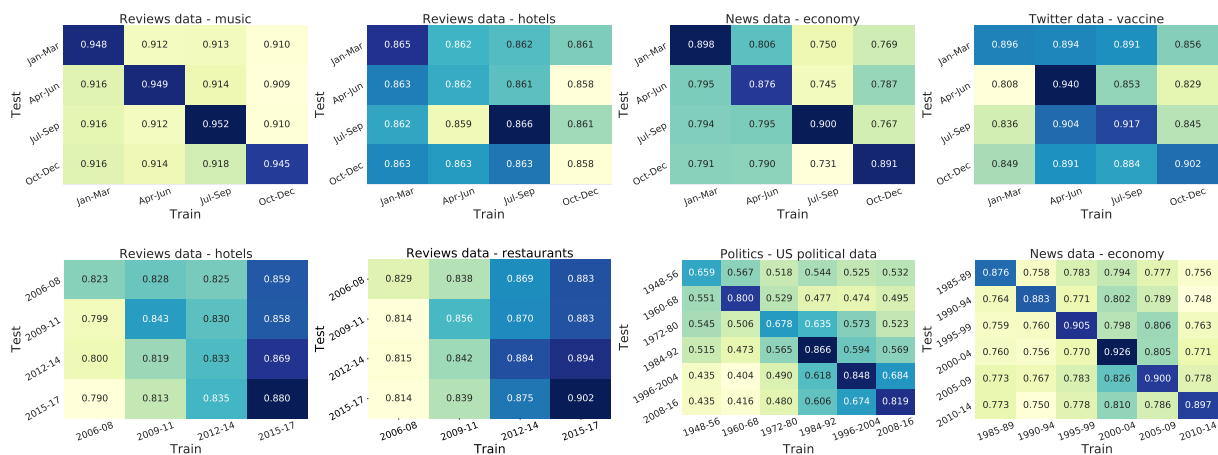 Reviews data - music
Jan-Mar 0.948 0.912 0.913 0.910
Apr-Jun 0.916 0.949 0.914 0.909
Jul-Sep 0.916 0.912 0.952 0.910
Oct-Dec 0.916 0.914 0.918 0.945
Test
Jan-Mar Apr-Jun Jul-Sep Oct-Dec
Train
Reviews data - hotels
Jan-Mar 0.865 0.862 0.862 0.861
Apr-Jun 0.863 0.862 0.861 0.858
Jul-Sep 0.862 0.859 0.866 0.861
Oct-Dec 0.863 0.863 0.863 0.858
Test
Jan-Mar Apr-Jun Jul-Sep Oct-Dec
Train
News data - economy
Jan-Mar 0.898 0.806 0.750 0.769
Apr-Jun 0.795 0.876 0.745 0.787
Jul-Sep 0.794 0.795 0.900 0.767
Oct-Dec 0.791 0.790 0.731 0.891
Test
Jan-Mar Apr-Jun Jul-Sep Oct-Dec
Train
Twitter data - vaccine
Jan-Mar 0.896 0.894 0.891 0.856
Apr-Jun 0.808 0.940 0.853 0.829
Jul-Sep 0.836 0.904 0.917 0.845
Oct-Dec 0.849 0.891 0.884 0.902
Test
Jan-Mar Apr-Jun Jul-Sep Oct-Dec
Train
Reviews data - hotels
2006-08 0.823 0.828 0.825 0.859
2009-11 0.799 0.843 0.830 0.858
2012-14 0.800 0.819 0.833 0.869
2015-17 0.790 0.813 0.835 0.880
Test
2006-08 2009-11 2012-14 2015-17
Train
Reviews data - restaurants
2006-08 0.829 0.838 0.869 0.883
2009-11 0.814 0.856 0.870 0.883
2012-14 0.815 0.842 0.884 0.894
2015-17 0.814 0.839 0.875 0.902
Test
2006-08 2009-11 2012-14 2015-17
Train
Politics - US political data
1948-56 0.659 0.567 0.518 0.544 0.525 0.532
1960-68 0.551 0.800 0.529 0.477 0.474 0.495
1972-80 0.545 0.506 0.678 0.635 0.573 0.523
1984-92 0.515 0.473 0.565 0.866 0.594 0.569
1996-2004 0.435 0.404 0.490 0.618 0.848 0.684
2008-16 0.435 0.416 0.480 0.606 0.674 0.819
Test
1948-56 1960-68 1972-80 1984-92 1996-2004 2008-16
Train
News data - economy
1985-89 0.876 0.758 0.783 0.794 0.777 0.756
1990-94 0.764 0.883 0.771 0.802 0.789 0.748
1995-99 0.759 0.760 0.905 0.798 0.806 0.763
2000-04 0.760 0.756 0.770 0.926 0.805 0.771
2005-09 0.773 0.767 0.783 0.826 0.900 0.778
2010-14 0.773 0.750 0.778 0.810 0.786 0.897
Test
1985-89 1990-94 1995-99 2000-04 2005-09 2010-14
Train